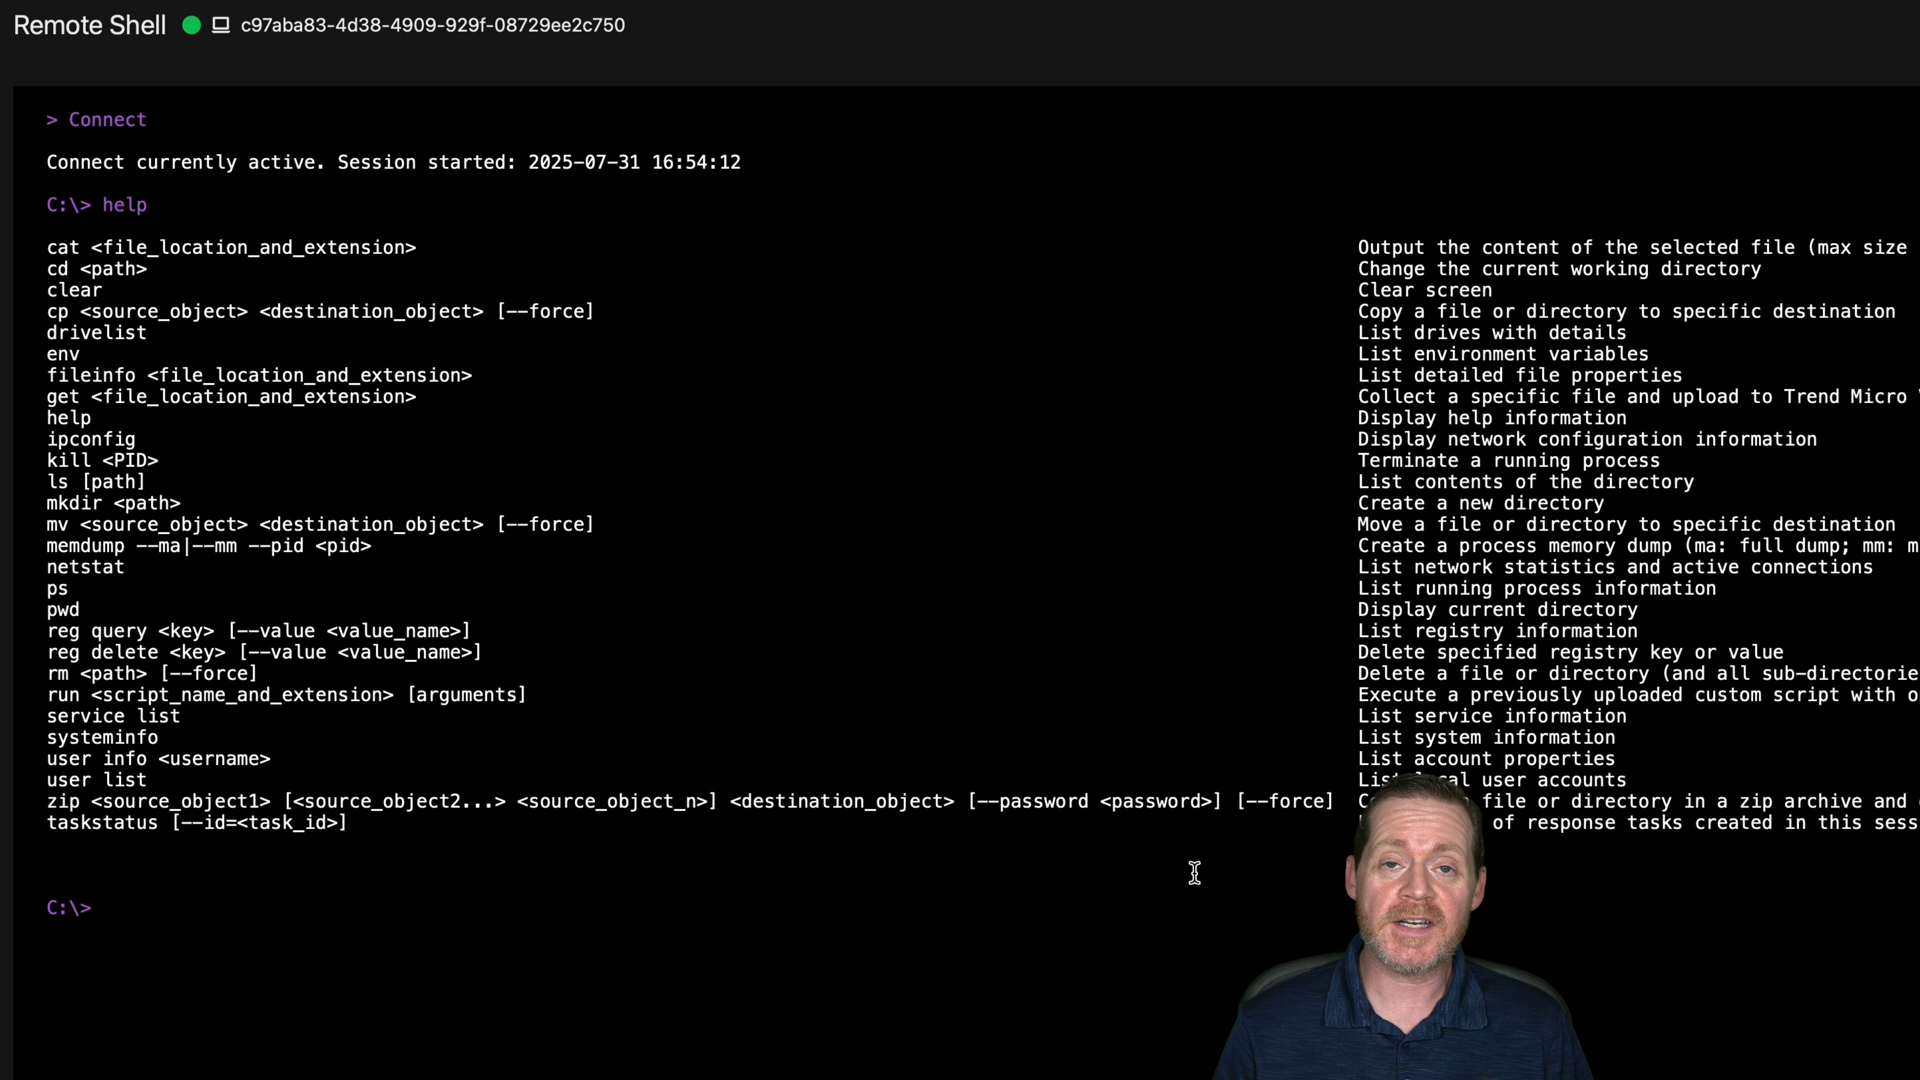 Remote Shell c97aba83-4d38-4909-929f-08729ee2c750
> Connect
Connect currently active. Session started: 2025-07-31 16:54:12
C:\> help
cat <file_location_and_extension> Output the content of the selected file (max size
cd <path> Change the current working directory
clear Clear screen
cp <source_object> <destination_object> [--force] Copy a file or directory to specific destination
drivelist List drives with details
env List environment variables
fileinfo <file_location_and_extension> List detailed file properties
get <file_location_and_extension> Collect a specific file and upload to Trend Micro
help Display help information
ipconfig Display network configuration information
kill <PID> Terminate a running process
ls [path] List contents of the directory
mkdir <path> Create a new directory
mv <source_object> <destination_object> [--force] Move a file or directory to specific destination
memdump --ma|--mm --pid <pid> Create a process memory dump (ma: full dump; mm:
netstat List network statistics and active connections
ps List running process information
pwd Display current directory
reg query <key> [--value <value_name>] List registry information
reg delete <key> [--value <value_name>] Delete specified registry key or value
rm <path> [--force] Delete a file or directory (and all
run <script_name_and_extension> [arguments] Execute a previously uploaded custom script with
service list List service information
systeminfo List system information
user info <username> List account properties
user list user accounts
zip <source_object1> [<source_object2...> <source_object_n>] <destination_object> [--password <password>] [--force] file or directory in a zip archive and
taskstatus [--id=<task_id>] of response tasks created in this
C:\>